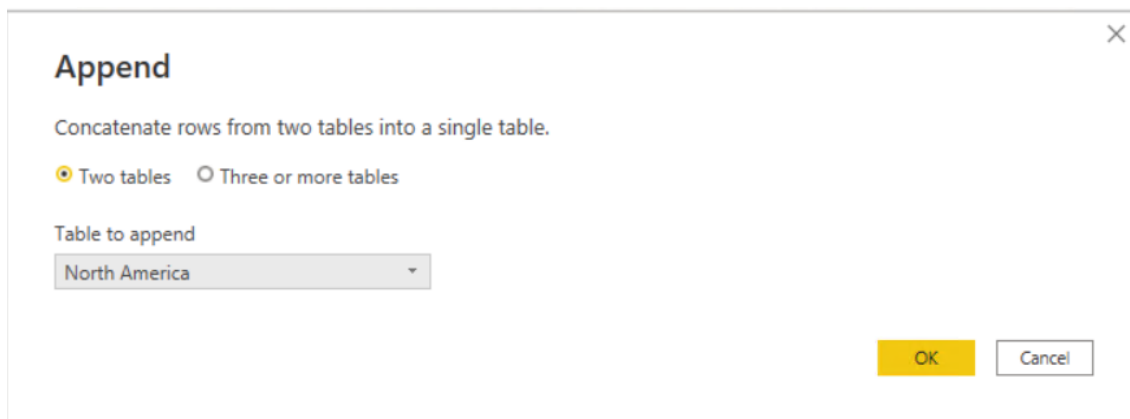 Append
Concatenate rows from two tables into a single table.
Two tables Three or more tables
Table to append
North America
OK Cancel